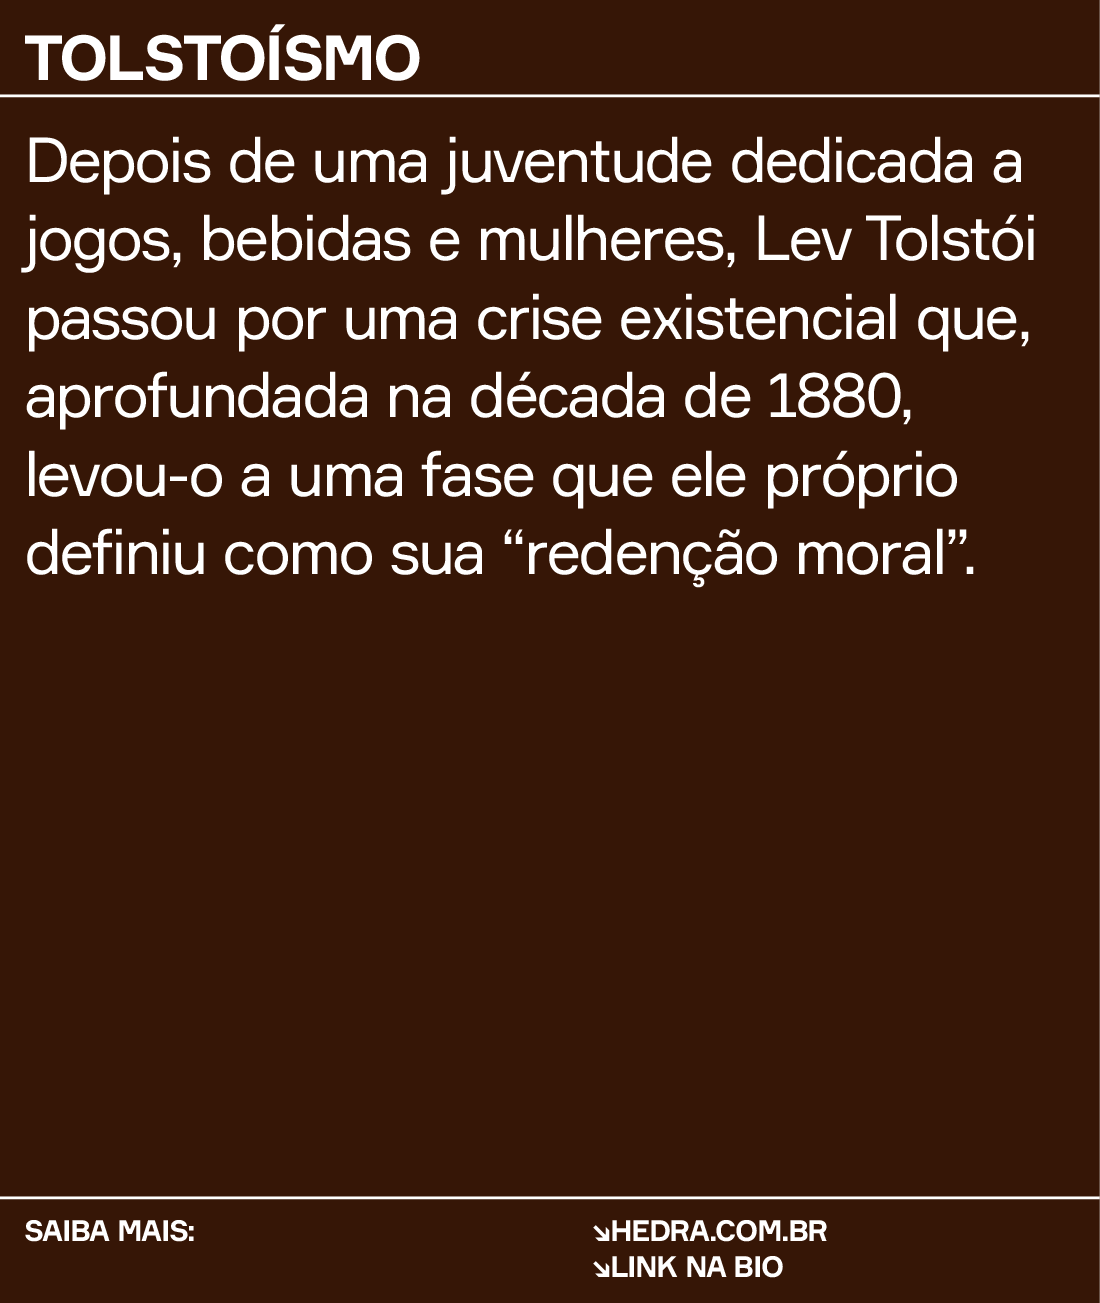 TOLSTOÍSMO
Depois de uma juventude dedicada a
jogos, bebidas e mulheres, Lev Tolstói
passou por uma crise existencial que,
aprofundada na década de 1880,
levou-o a uma fase que ele próprio
definiu como sua “redenção moral”.
SAIBA MAIS:
↘HEDRA.COM.BR
↘LINK NA BIO